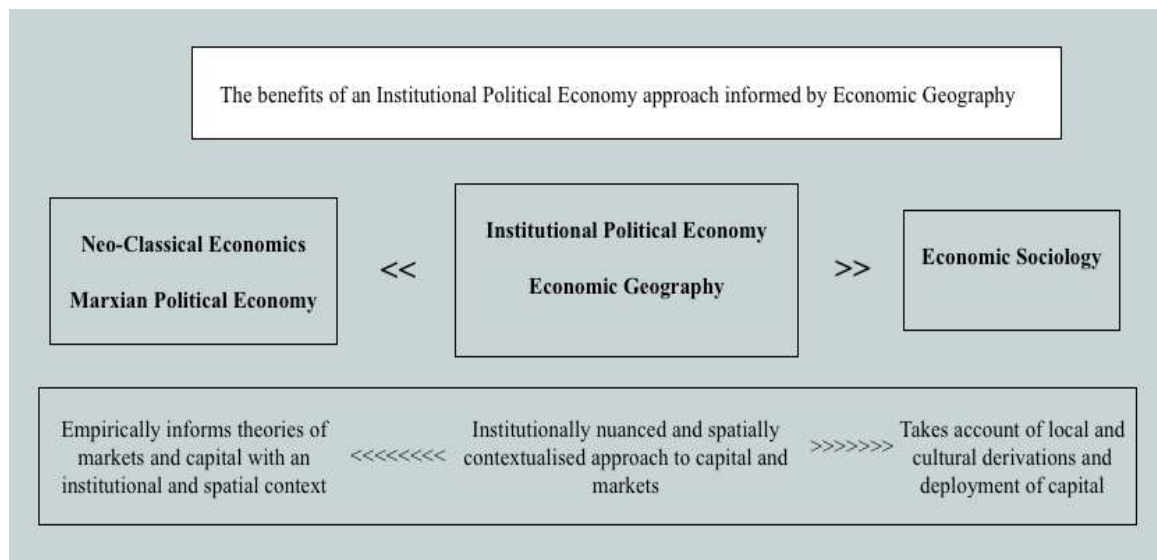 The benefits of an Institutional Political Economy approach informed by Economic Geography
Neo-Classical Economics
Marxian Political Economy
<<
Institutional Political Economy
Economic Geography
>>
Economic Sociology
Empirically informs theories of
markets and capital with an
institutional and spatial context
<<<<<<<<
Institutionally nuanced and spatially
contextualised approach to capital and
markets
>>>>>>>
Takes account of local and
cultural derivations and
deployment of capital